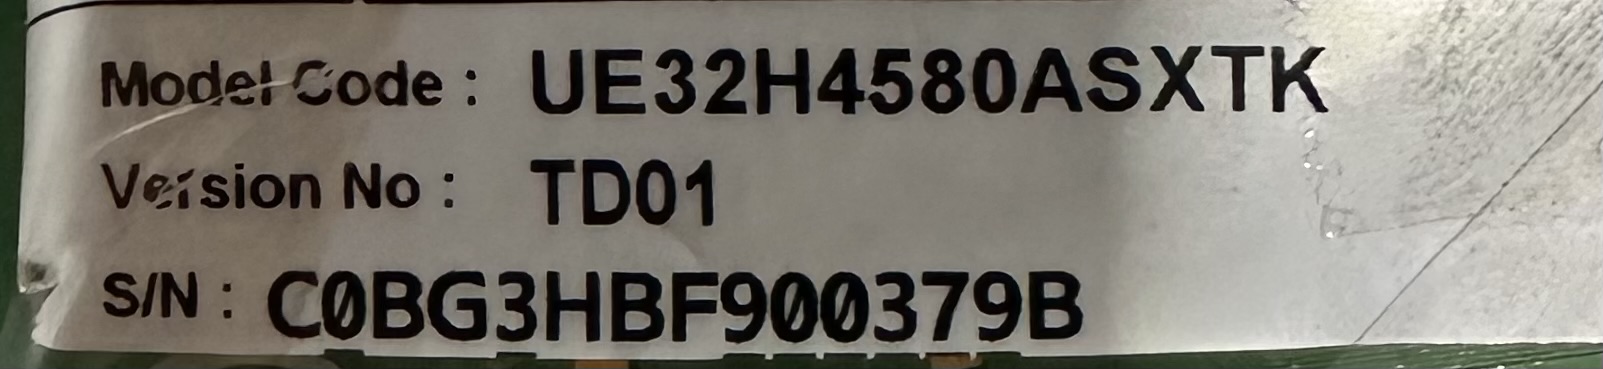 Model Code : UE32H4580ASXTK
Version No : TD01
S/N : C0BG3HBF900379B